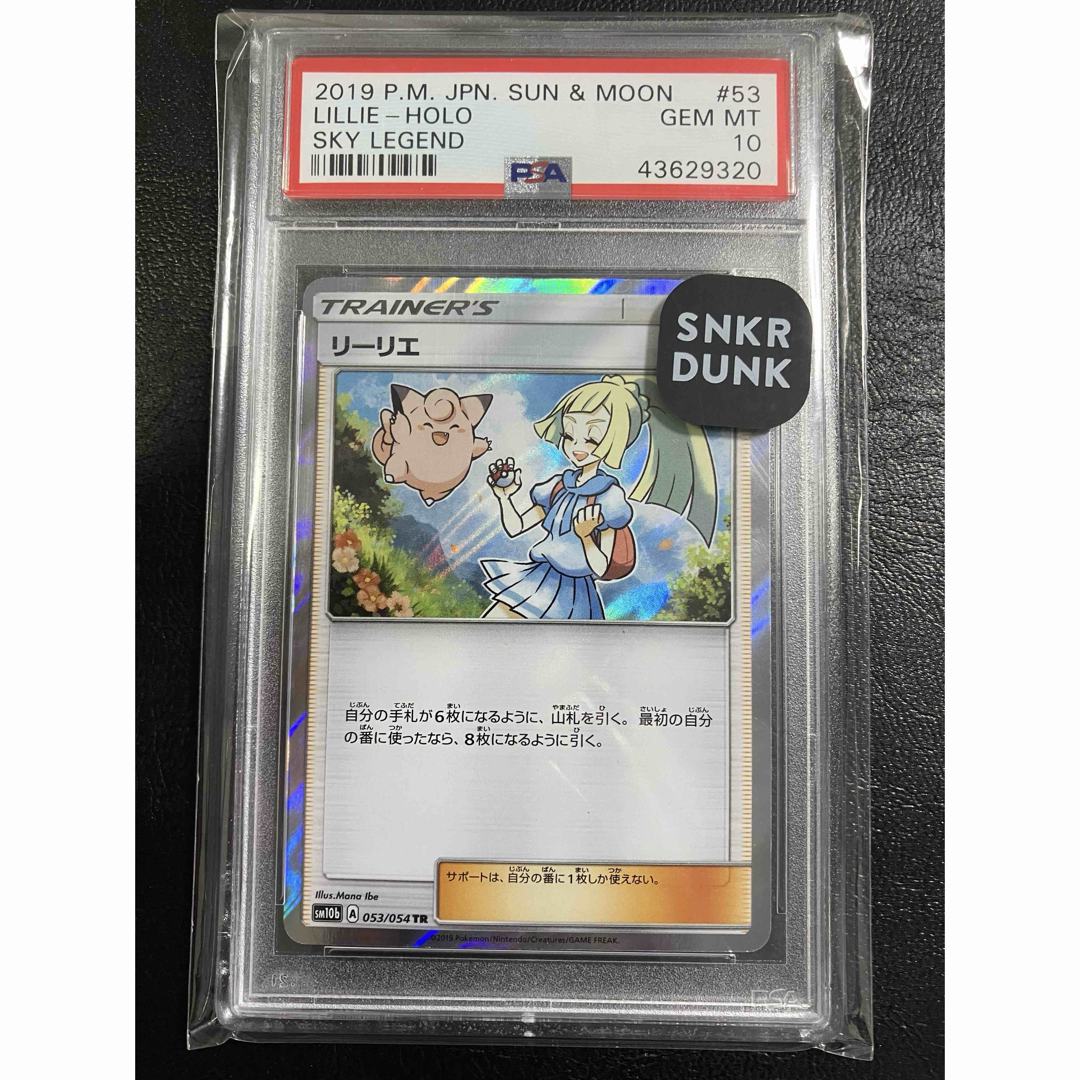 2019 P.M. JPN. SUN & MOON #53
LILLIE - HOLO GEM MT
SKY LEGEND 10
PSA 43629320
TRAINER'S
SNKR
DUNK
リーリエ
自分の手札が6枚になるように、山札を引く。最初の自分
の番に使ったなら、8枚になるように引く。
サポートは、自分の番に1枚しか使えない。
Illus.Mana Ibe
sm10b A 053/054 TR
©2019 Pokémon/Nintendo/Creatures/GAME FREAK.
PSA